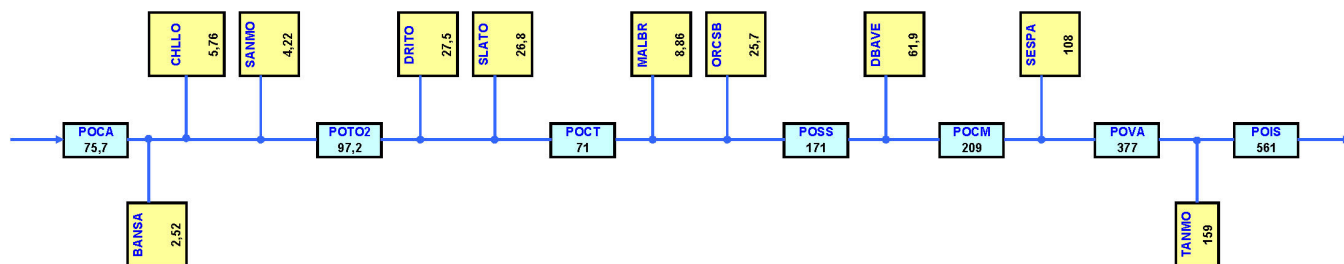 CHLLO
5,76
SANMO
4,22
DRITO
27,5
SLATO
26,8
MALBR
8,86
ORCSB
25,7
DBAVE
61,9
SESPA
108
POCA
75,7
POTO2
97,2
POCT
71
POSS
171
POCM
209
POVA
377
POIS
561
BANSA
2,52
TANMO
159